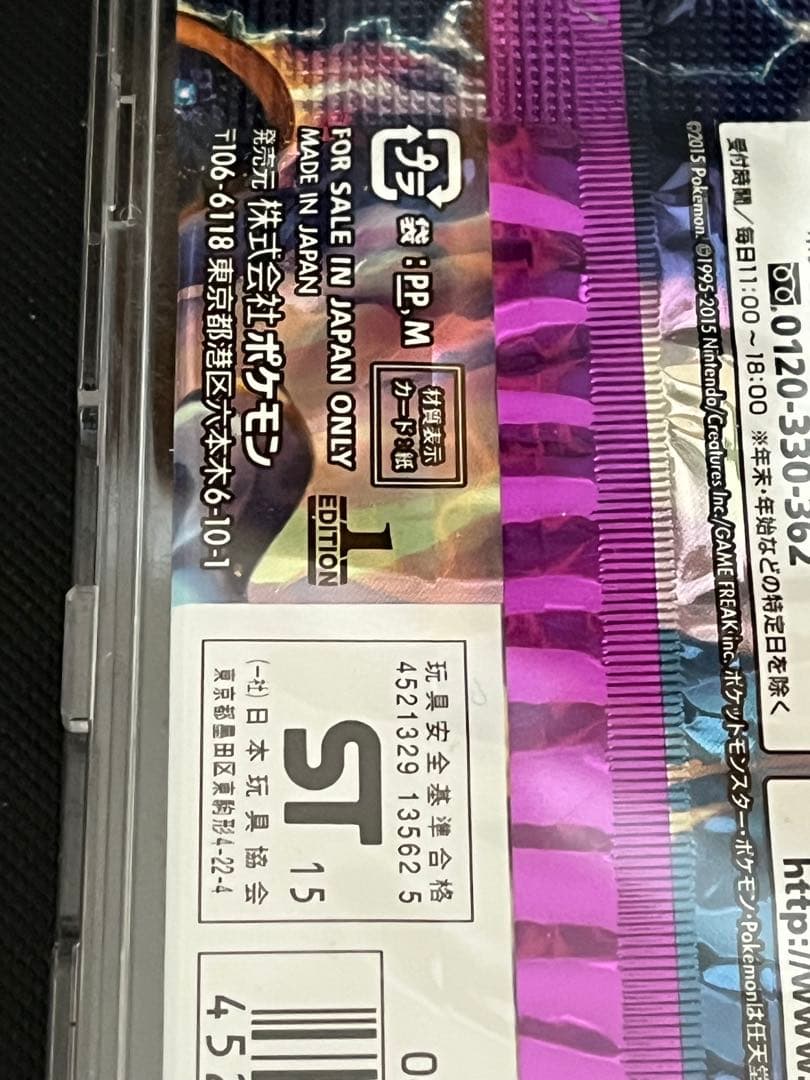 プラ 袋:PP,M
材質表示
カード:紙
FOR SALE IN JAPAN ONLY
MADE IN JAPAN
発売元 株式会社ポケモン
〒106-6118 東京都港区六本木6-10-1
1
EDITION
玩具安全基準合格
4521329 13562 5
ST 15
(一社)日本玩具協会
東京都墨田区東駒形4-22-4
452
0120-330-362
受付時間/毎日11:00~18:00 ※年末・年始などの特定日を除く
©2015 Pokémon. ©1995-2015 Nintendo/Creatures Inc./GAME FREAK inc. ポケットモンスター・ポケモン・Pokémonは任天堂
http://www.